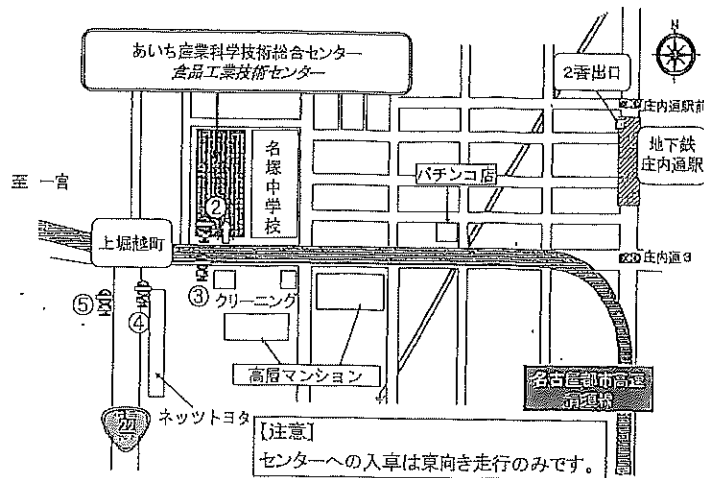 あいち産業科学技術総合センター
食品工業技術センター
N
2番出口
庄内通駅前
地下鉄
庄内通駅
至 一宮
名塚中学校
パチンコ店
②
上堀越町
庄内通3
③
クリーニング
⑤
④
高層マンション
名古屋都市高速
ネッツトヨタ
22
【注意】
センターへの入車は東向き走行のみです。